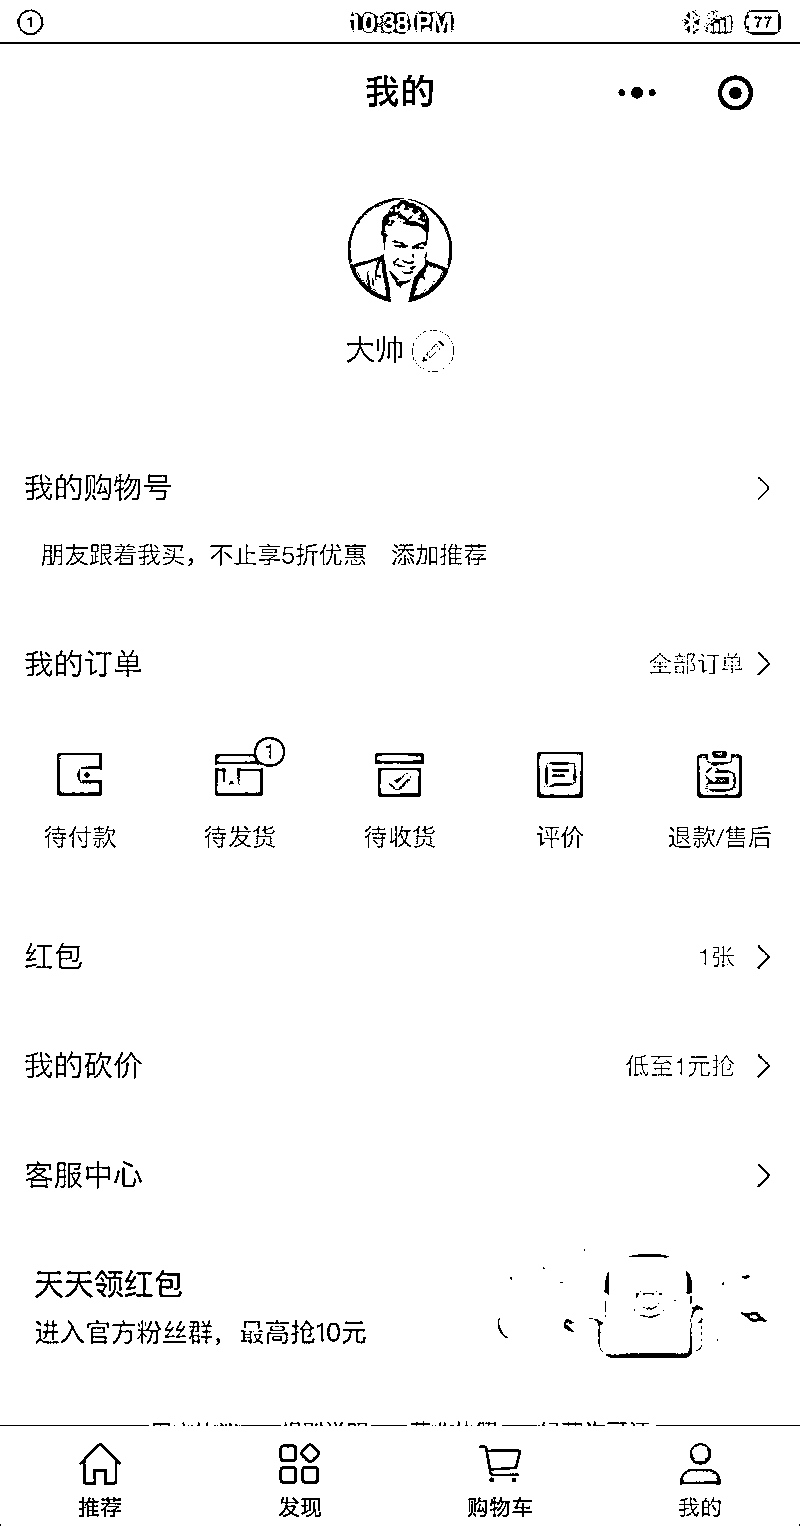 1
10:38 PM
77
我的
大帅
我的购物号
朋友跟着我买，不止享5折优惠 添加推荐
我的订单 全部订单
1
待付款 待发货 待收货 评价 退款/售后
红包 1张
我的砍价 低至1元抢
客服中心
天天领红包
进入官方粉丝群，最高抢10元
推荐 发现 购物车 我的